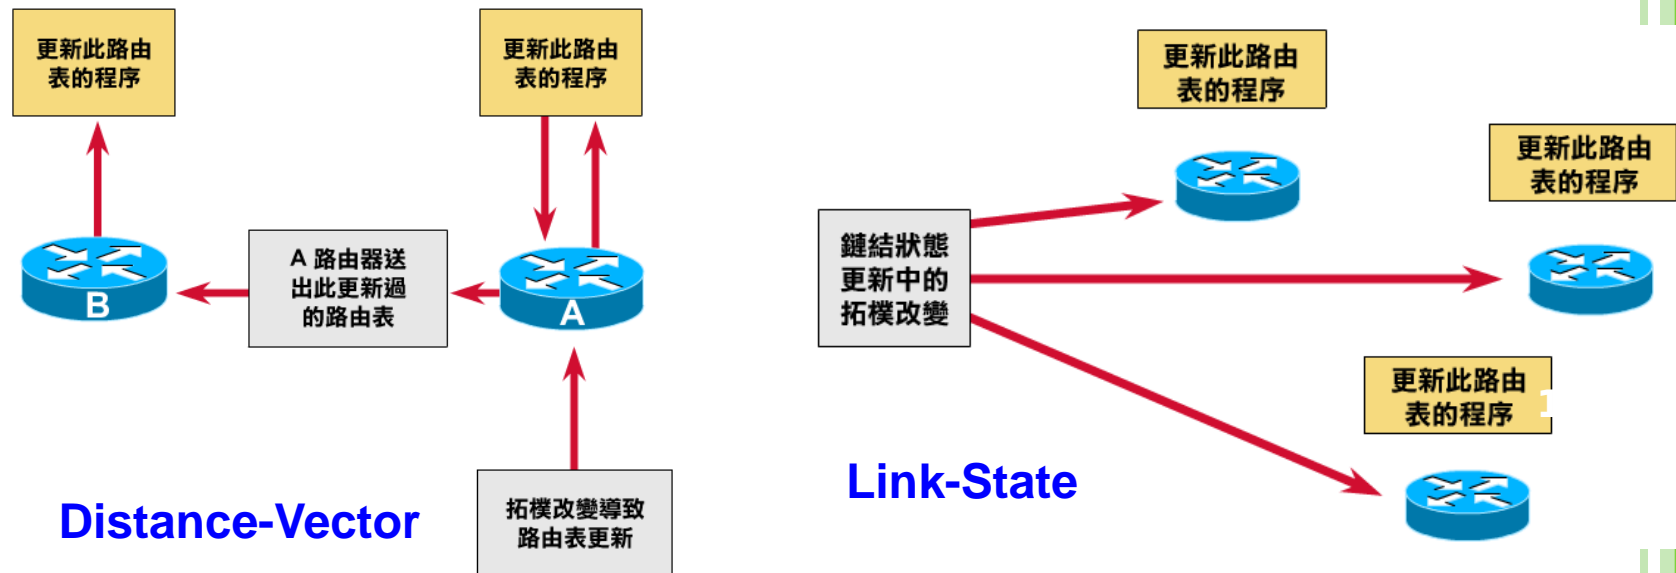 更新此路由
表的程序
更新此路由
表的程序
A 路由器送
出此更新過
的路由表
B
A
拓樸改變導致
路由表更新
Distance-Vector
更新此路由
表的程序
更新此路由
表的程序
鏈結狀態
更新中的
拓樸改變
更新此路由
表的程序
Link-State